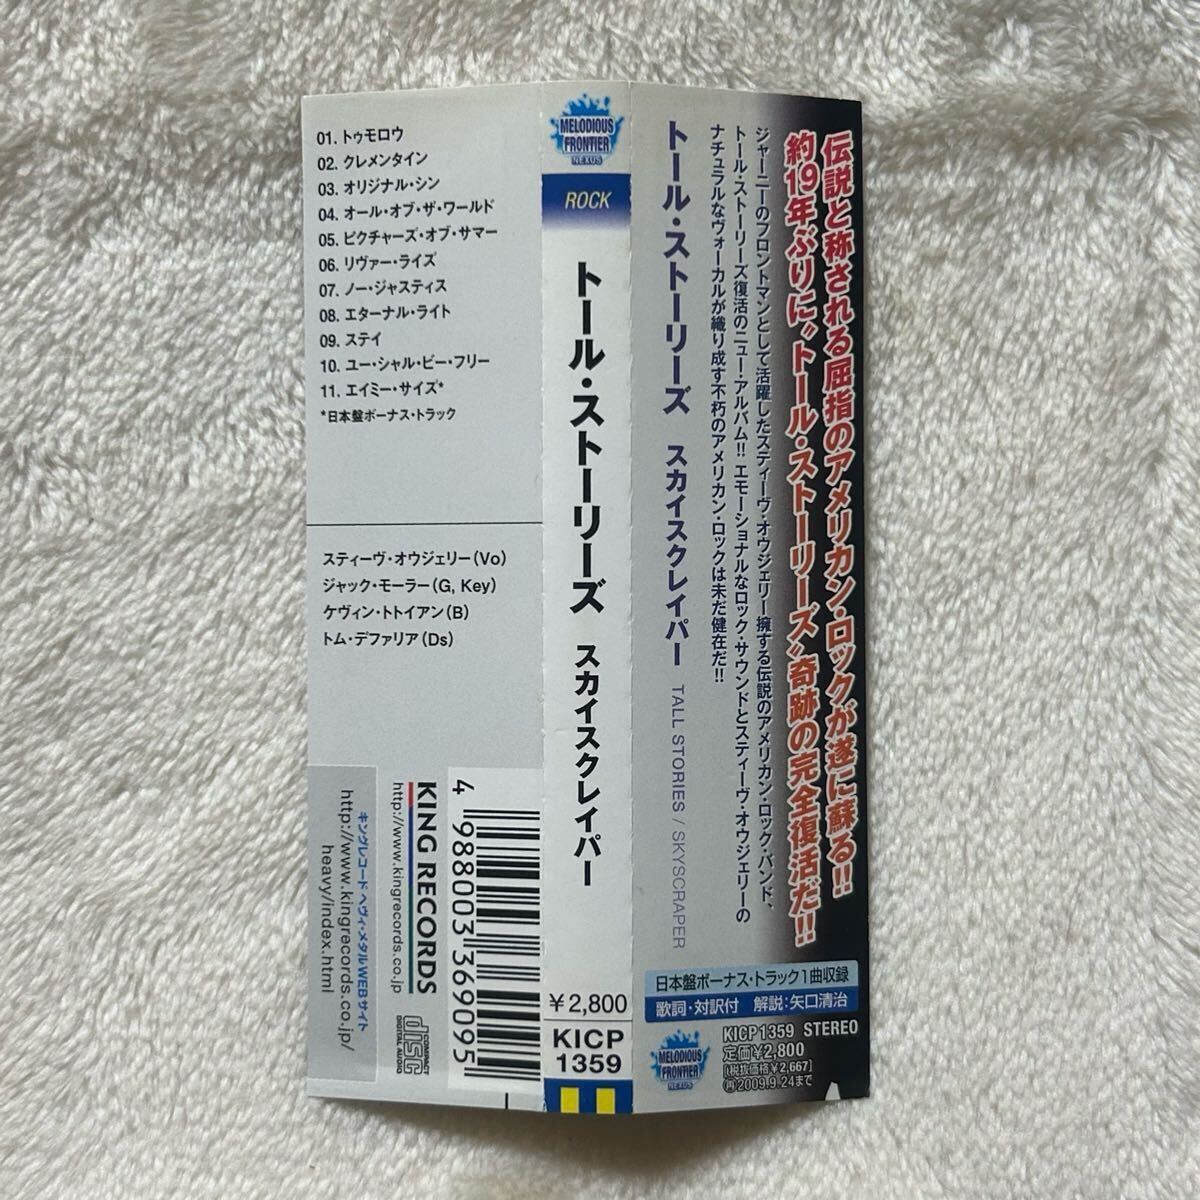 伝説と称される屈指のアメリカン・ロックが遂に蘇る!!
約19年ぶりに、“トール・ストーリーズ”奇跡の完全復活だ!!
ジャーニーのフロントマンとして活躍したスティーヴ・オウジェリー擁する伝説のアメリカン・ロック・バンド、
トール・ストーリーズ復活のニュー・アルバム!! エモーショナルなロック・サウンドとスティーヴ・オウジェリーの
ナチュラルなヴォーカルが織り成す不朽のアメリカン・ロックは未だ健在だ!!
トール・ストーリーズ スカイスクレイパー TALL STORIES / SKYSCRAPER
日本盤ボーナス・トラック1曲収録
歌詞・対訳付 解説:矢口清治
MELODIOUS
FRONTIER
NEXUS
KICP1359 STEREO
定価¥2,800
[税抜価格¥2,667]
(再)2009.9.24まで
MELODIOUS
FRONTIER
NEXUS
ROCK
トール・ストーリーズ スカイスクレイパー
¥2,800
KICP
1359
01. トゥモロウ
02. クレメンタイン
03. オリジナル・シン
04. オール・オブ・ザ・ワールド
05. ピクチャーズ・オブ・サマー
06. リヴァー・ライズ
07. ノー・ジャスティス
08. エターナル・ライト
09. ステイ
10. ユー・シャル・ビー・フリー
11. エイミー・サイズ*
*日本盤ボーナス・トラック
スティーヴ・オウジェリー(Vo)
ジャック・モーラー(G, Key)
ケヴィン・トトイアン(B)
トム・デファリア(Ds)
4 988003 369095
KING RECORDS
http://www.kingrecords.co.jp
COMPACT
disc
DIGITAL AUDIO
キングレコード ヘヴィ・メタルWEBサイト
http://www.kingrecords.co.jp/
heavy/index.html